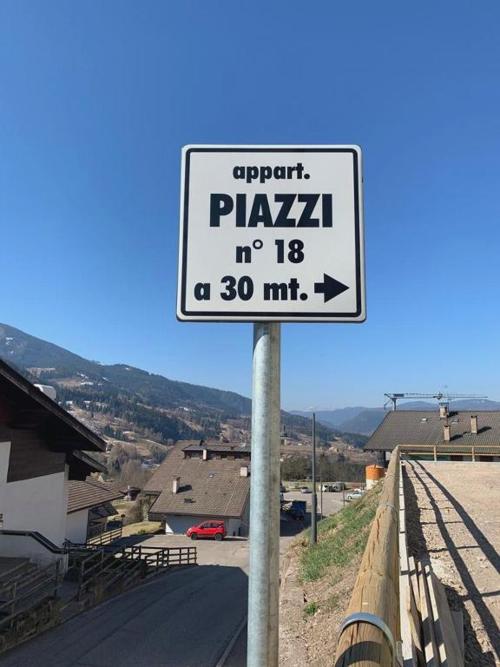 appart.
PIAZZI
n° 18
a 30 mt. →